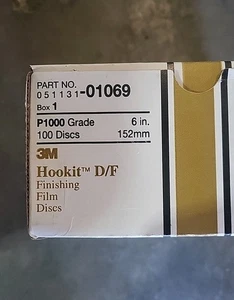 PART NO.
051131-01069
Box 1
P1000 Grade 6 in.
100 Discs 152mm
3M
Hookit™ D/F
Finishing
Film
Discs